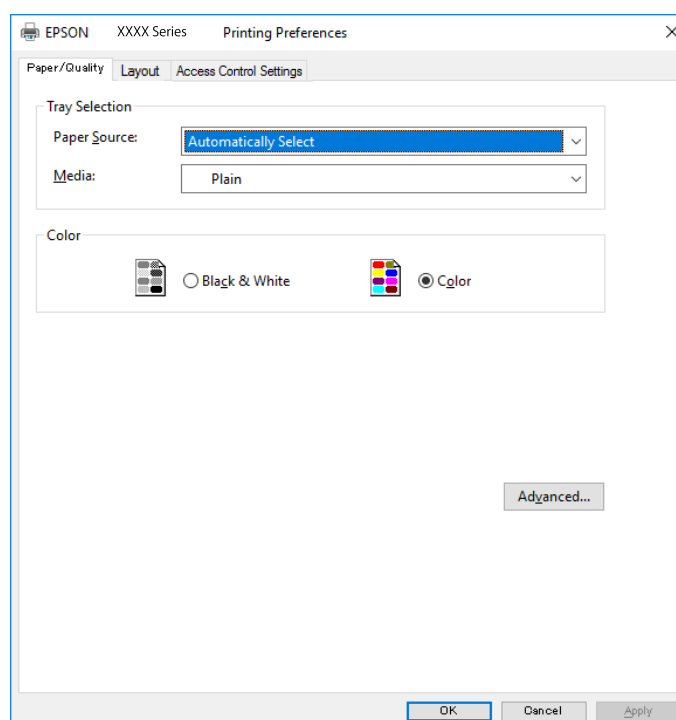 EPSON XXXX Series Printing Preferences
Paper/Quality Layout Access Control Settings
Tray Selection
Paper Source: Automatically Select
Media: Plain
Color
Black & White Color
Advanced...
OK Cancel Apply